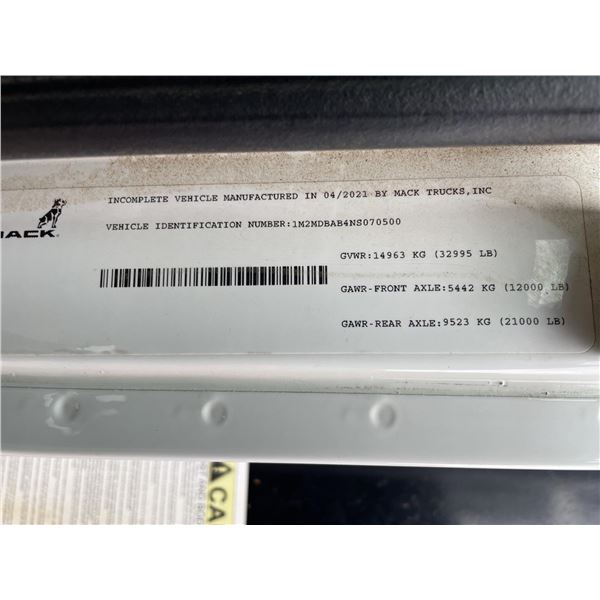 INCOMPLETE VEHICLE MANUFACTURED IN 04/2021 BY MACK TRUCKS,INC
MACK
VEHICLE IDENTIFICATION NUMBER:1M2MDBAB4NS070500
GVWR:14963 KG (32995 LB)
GAWR-FRONT AXLE:5442 KG (12000 LB)
GAWR-REAR AXLE:9523 KG (21000 LB)
CA